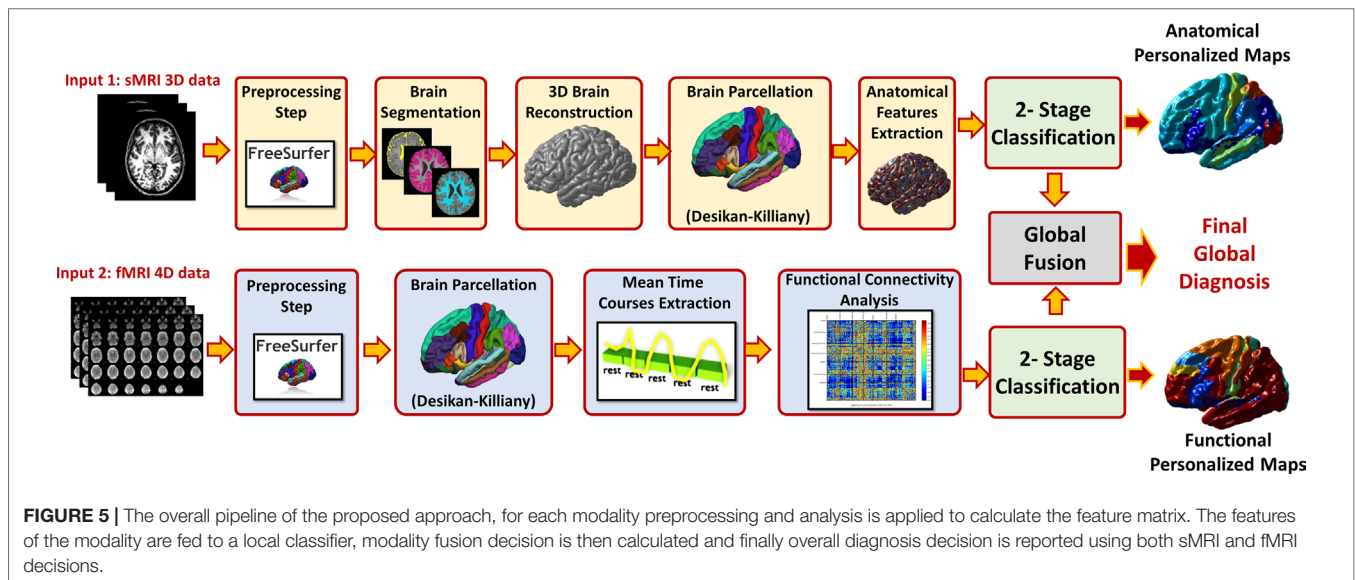 Input 1: sMRI 3D data
Preprocessing
Step
FreeSurfer
Brain
Segmentation
3D Brain
Reconstruction
Brain Parcellation
(Desikan-Killiany)
Anatomical
Features
Extraction
2- Stage
Classification
Anatomical
Personalized Maps
Global
Fusion
Final
Global
Diagnosis
Input 2: fMRI 4D data
Preprocessing
Step
FreeSurfer
Brain Parcellation
(Desikan-Killiany)
Mean Time
Courses Extraction
rest rest rest rest rest
Functional Connectivity
Analysis
2- Stage
Classification
Functional
Personalized Maps
FIGURE 5 | The overall pipeline of the proposed approach, for each modality preprocessing and analysis is applied to calculate the feature matrix. The features
of the modality are fed to a local classifier, modality fusion decision is then calculated and finally overall diagnosis decision is reported using both sMRI and fMRI
decisions.